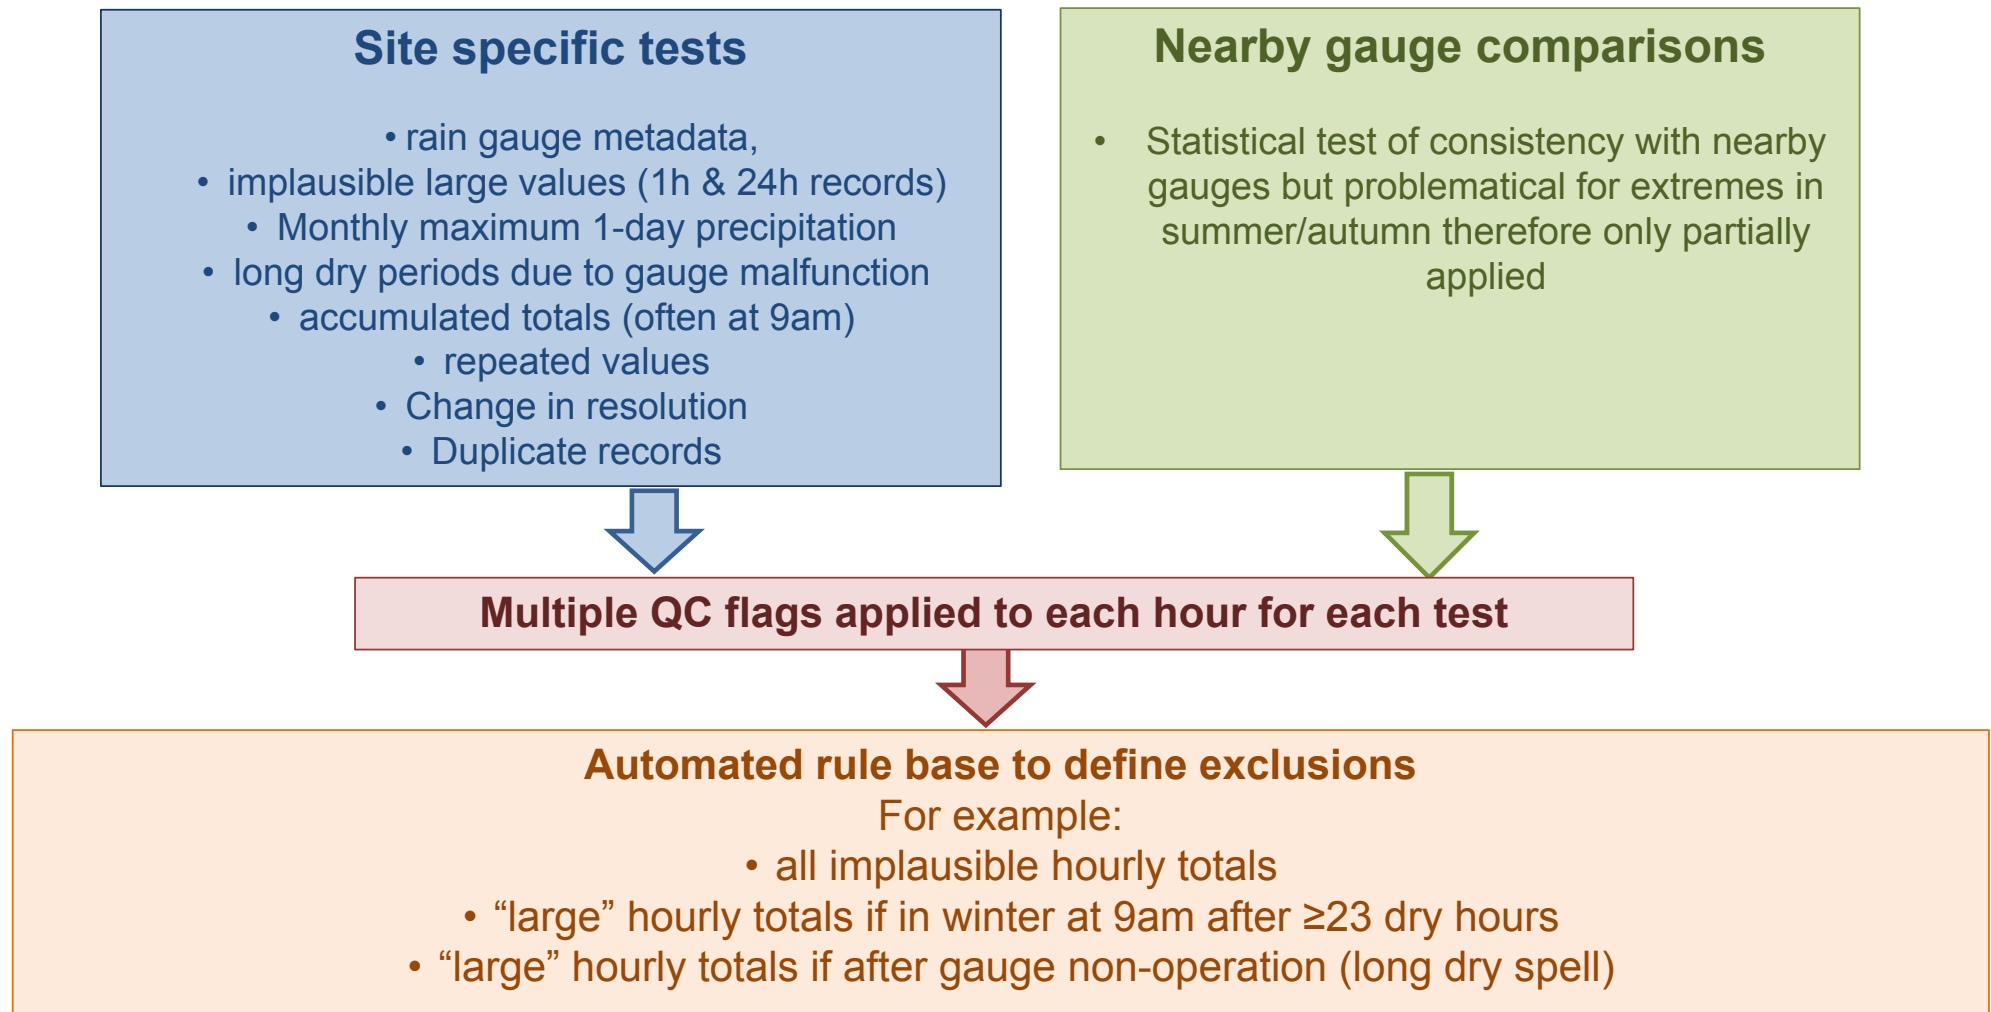 Site specific tests
• rain gauge metadata,
• implausible large values (1h & 24h records)
• Monthly maximum 1-day precipitation
• long dry periods due to gauge malfunction
• accumulated totals (often at 9am)
• repeated values
• Change in resolution
• Duplicate records
Nearby gauge comparisons
• Statistical test of consistency with nearby
gauges but problematical for extremes in
summer/autumn therefore only partially
applied
Multiple QC flags applied to each hour for each test
Automated rule base to define exclusions
For example:
• all implausible hourly totals
• “large” hourly totals if in winter at 9am after ≥23 dry hours
• “large” hourly totals if after gauge non-operation (long dry spell)